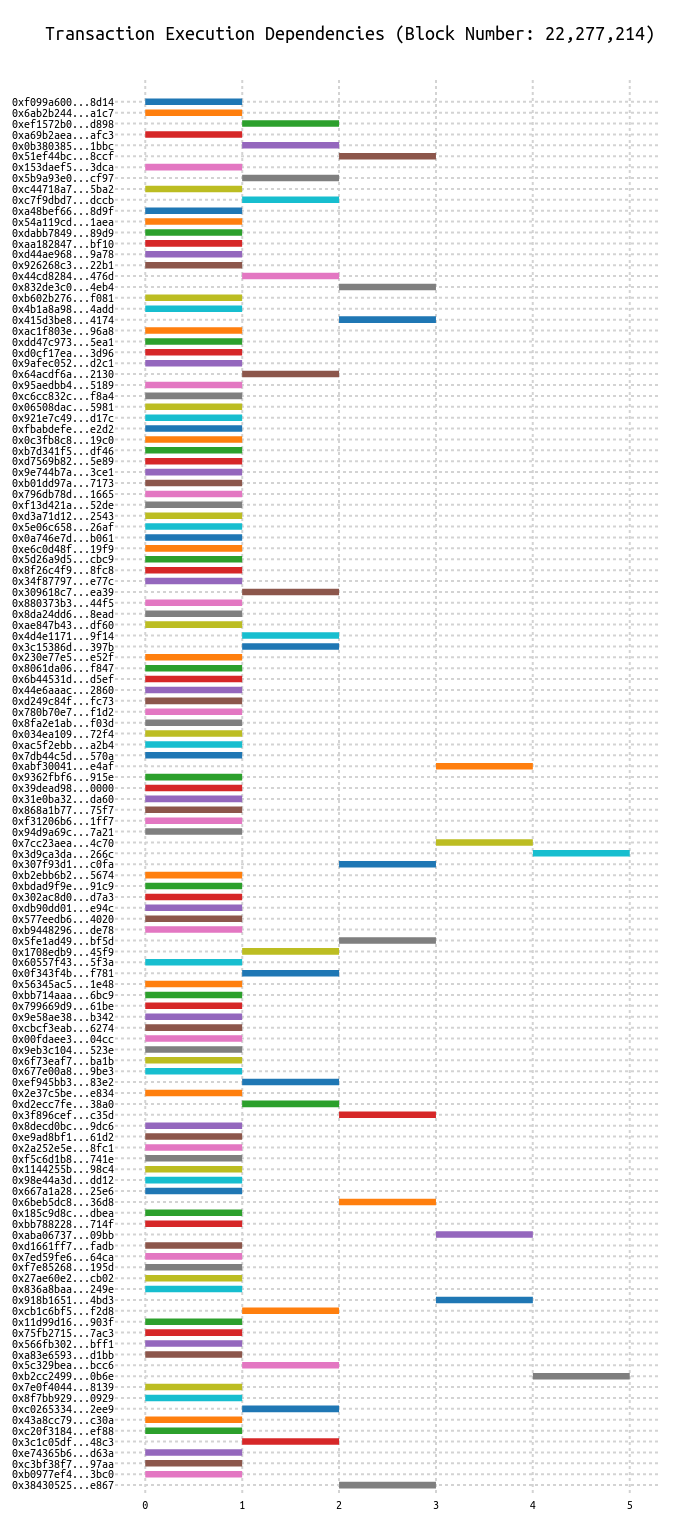 Transaction Execution Dependencies (Block Number: 22,277,214)
0xf099a600...8d14
0x6ab2b244...a1c7
0xef1572b0...d898
0xa69b2aea...afc3
0x0b380385...1bbc
0x51ef44bc...8ccf
0x153daef5...3dca
0x5b9a93e0...cf97
0xc44718a7...5ba2
0xc7f9dbd7...dccb
0xa48bef66...8d9f
0x54a119cd...1aea
0xdabb7849...89d9
0xaa182847...bf10
0xd44ae968...9a78
0x926268c3...22b1
0x44cd8284...476d
0x832de3c0...4eb4
0xb602b276...f081
0x4b1a8a98...4add
0x415d3be8...4174
0xac1f803e...96a8
0xdd47c973...5ea1
0xd0cf17ea...3d96
0x9afec052...d2c1
0x64acdf6a...2130
0x95aedbb4...5189
0xc6cc832c...f8a4
0x06508dac...5981
0x921e7c49...d17c
0xfbabdefe...e2d2
0x0c3fb8c8...19c0
0xb7d341f5...df46
0xd7569b82...5e89
0x9e744b7a...3ce1
0xb01dd97a...7173
0x796db78d...1665
0xf13d421a...52de
0xd3a71d12...2543
0x5e06c658...26af
0x0a746e7d...b061
0xe6c0d48f...19f9
0x5d26a9d5...cbc9
0x8f26c4f9...8fc8
0x34f87797...e77c
0x309618c7...ea39
0x880373b3...44f5
0x8da24dd6...8ead
0xae847b43...df60
0x4d4e1171...9f14
0x3c15386d...397b
0x230e77e5...e52f
0x8061da06...f847
0x6b44531d...d5ef
0x44e6aaac...2860
0xd249c84f...fc73
0x780b70e7...f1d2
0x8fa2e1ab...f03d
0x034ea109...72f4
0xac5f2ebb...a2b4
0x7db44c5d...570a
0xabf30041...e4af
0x9362fbf6...915e
0x39dead98...0000
0x31e0ba32...da60
0x868a1b77...75f7
0xf31206b6...1ff7
0x94d9a69c...7a21
0x7cc23aea...4c70
0x3d9ca3da...266c
0x307f93d1...c0fa
0xb2ebb6b2...5674
0xbdad9f9e...91c9
0x302ac8d0...d7a3
0xdb90dd01...e94c
0x577eedb6...4020
0xb9448296...de78
0x5fe1ad49...bf5d
0x1708edb9...45f9
0x60557f43...5f3a
0x0f343f4b...f781
0x56345ac5...1e48
0xbb714aaa...6bc9
0x799669d9...61be
0x9e58ae38...b342
0xcbcf3eab...6274
0x00fdaee3...04cc
0x9eb3c104...523e
0x6f73eaf7...ba1b
0x677e00a8...9be3
0xef945bb3...83e2
0x2e37c5be...e834
0xd2ecc7fe...38a0
0x3f896cef...c35d
0x8decd0bc...9dc6
0xe9ad8bf1...61d2
0x2a252e5e...8fc1
0xf5c6d1b8...741e
0x1144255b...98c4
0x98e44a3d...dd12
0x667a1a28...25e6
0x6beb5dc8...36d8
0x185c9d8c...dbea
0xbb788228...714f
0xaba06737...09bb
0xd1661ff7...fadb
0x7ed59fe6...64ca
0xf7e85268...195d
0x27ae60e2...cb02
0x836a8baa...249e
0x918b1651...4bd3
0xcb1c6bf5...f2d8
0x11d99d16...903f
0x75fb2715...7ac3
0x566fb302...bff1
0xa83e6593...d1bb
0x5c329bea...bcc6
0xb2cc2499...0b6e
0x7e0f4044...8139
0x8f7bb929...0929
0xc0265334...2ee9
0x43a8cc79...c30a
0xc20f3184...ef88
0x3c1c05df...48c3
0xe74365b6...d63a
0xc3bf38f7...97aa
0xb0977ef4...3bc0
0x38430525...e867
0 1 2 3 4 5